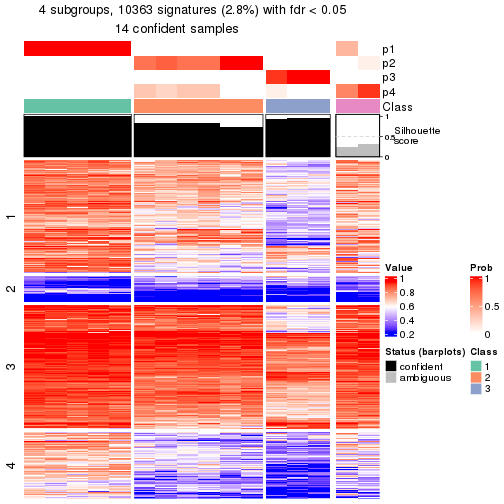 4 subgroups, 10363 signatures (2.8%) with fdr < 0.05
14 confident samples
p1
p2
p3
p4
Class
1
0.5
0
Silhouette
score
1
2
3
4
Value
1
0.8
0.6
0.4
0.2
Prob
1
0.5
0
Status (barplots)
confident
ambiguous
Class
1
2
3